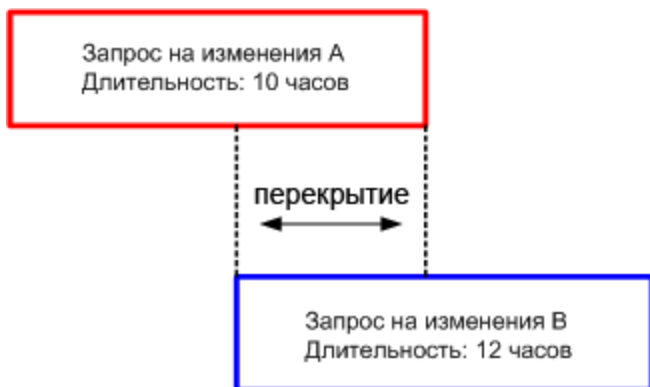 Запрос на изменения A
Длительность: 10 часов
перекрытие
Запрос на изменения B
Длительность: 12 часов